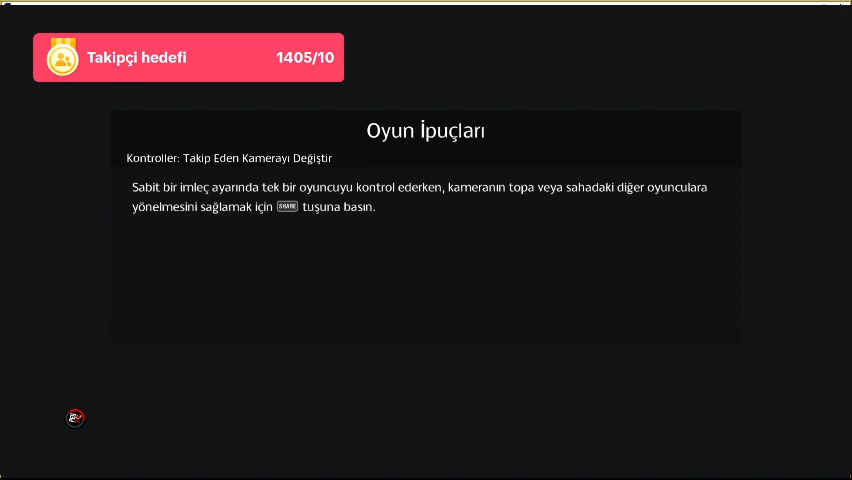 Takipçi hedefi 1405/10
Oyun İpuçları
Kontroller: Takip Eden Kamerayı Değiştir
Sabit bir imleç ayarında tek bir oyuncuyu kontrol ederken, kameranın topa veya sahadaki diğer oyunculara
yönelmesini sağlamak için SHARE tuşuna basın.